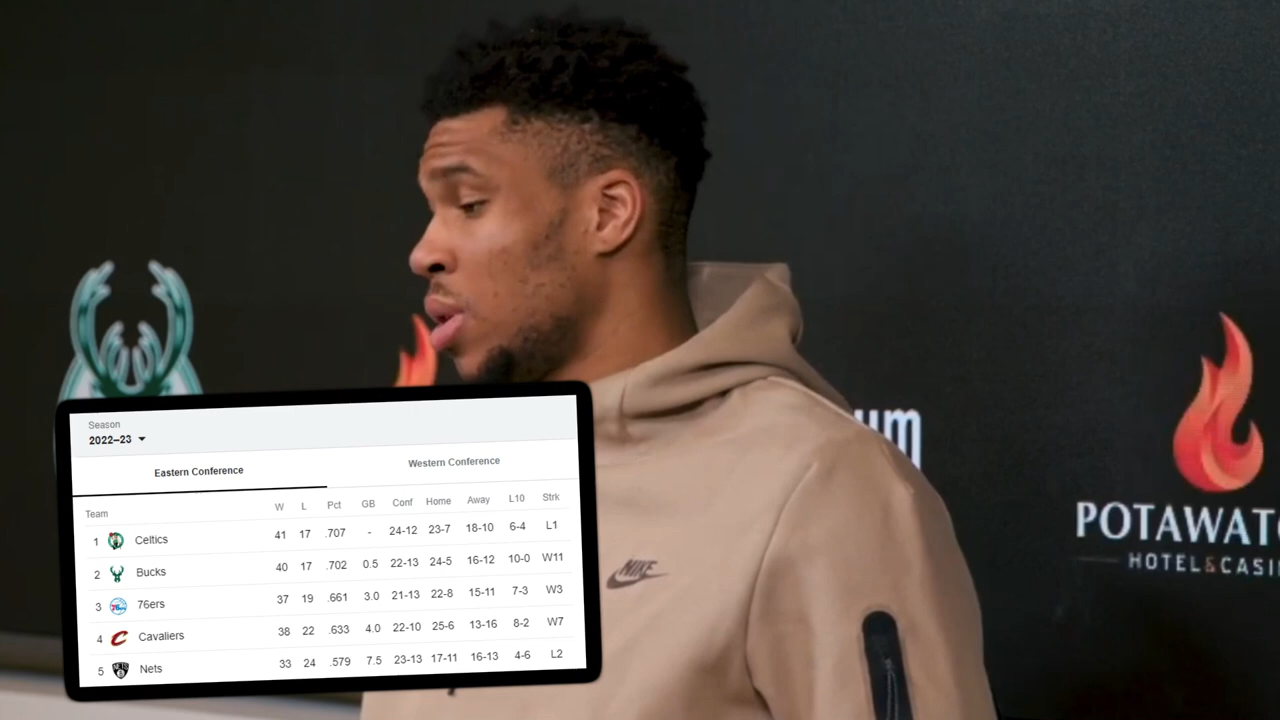 um
NIKE
POTAWAT
HOTEL&CASI
Season
2022–23
Eastern Conference Western Conference
Team W L Pct GB Conf Home Away L10 Strk
1 Celtics 41 17 .707 - 24-12 23-7 18-10 6-4 L1
2 Bucks 40 17 .702 0.5 22-13 24-5 16-12 10-0 W11
3 76ers 37 19 .661 3.0 21-13 22-8 15-11 7-3 W3
4 Cavaliers 38 22 .633 4.0 22-10 25-6 13-16 8-2 W7
5 Nets 33 24 .579 7.5 23-13 17-11 16-13 4-6 L2